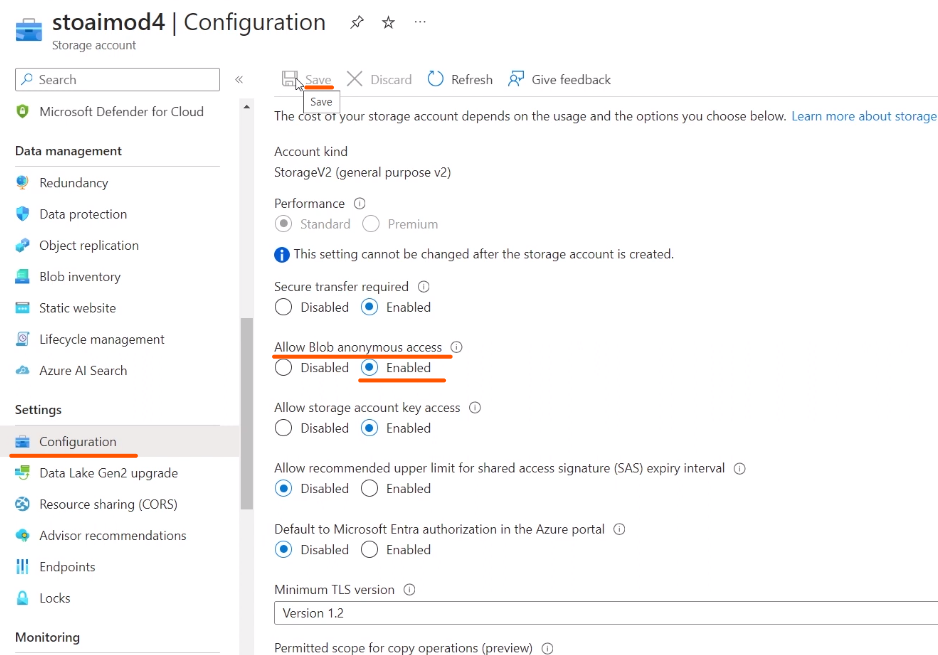 stoaimod4 | Configuration
Storage account
Search
Save
Discard
Refresh
Give feedback
Save
Microsoft Defender for Cloud
Data management
Redundancy
Data protection
Object replication
Blob inventory
Static website
Lifecycle management
Azure AI Search
Settings
Configuration
Data Lake Gen2 upgrade
Resource sharing (CORS)
Advisor recommendations
Endpoints
Locks
Monitoring
The cost of your storage account depends on the usage and the options you choose below. Learn more about storage
Account kind
StorageV2 (general purpose v2)
Performance
Standard Premium
This setting cannot be changed after the storage account is created.
Secure transfer required
Disabled Enabled
Allow Blob anonymous access
Disabled Enabled
Allow storage account key access
Disabled Enabled
Allow recommended upper limit for shared access signature (SAS) expiry interval
Disabled Enabled
Default to Microsoft Entra authorization in the Azure portal
Disabled Enabled
Minimum TLS version
Version 1.2
Permitted scope for copy operations (preview)